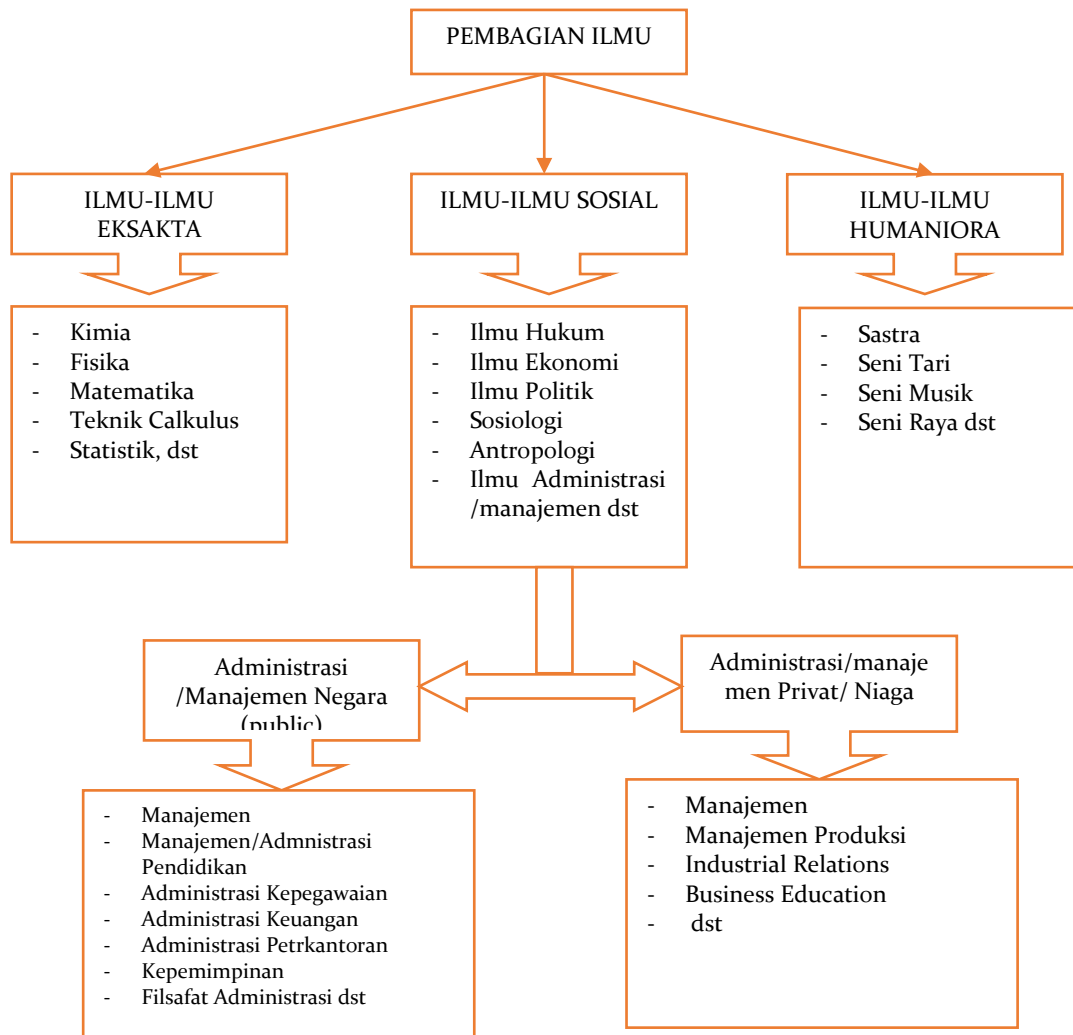 PEMBAGIAN ILMU
ILMU-ILMU
EKSAKTA
ILMU-ILMU SOSIAL
ILMU-ILMU
HUMANIORA
- Kimia
- Fisika
- Matematika
- Teknik Calkulus
- Statistik, dst
- Ilmu Hukum
- Ilmu Ekonomi
- Ilmu Politik
- Sosiologi
- Antropologi
- Ilmu Administrasi
/manajemen dst
- Sastra
- Seni Tari
- Seni Musik
- Seni Raya dst
Administrasi
/Manajemen Negara
(public)
Administrasi/manaje
men Privat/ Niaga
- Manajemen
- Manajemen/Admnistrasi
Pendidikan
- Administrasi Kepegawaian
- Administrasi Keuangan
- Administrasi Petrkantoran
- Kepemimpinan
- Filsafat Administrasi dst
- Manajemen
- Manajemen Produksi
- Industrial Relations
- Business Education
- dst